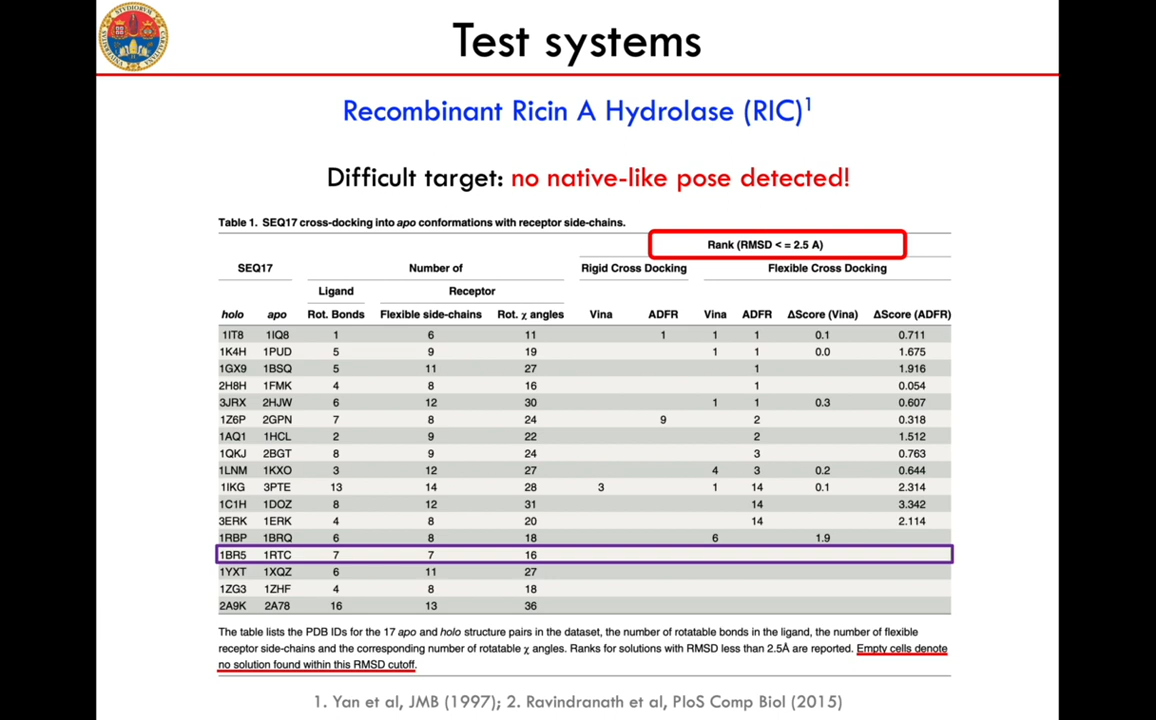 Test systems
Recombinant Ricin A Hydrolase (RIC)1
Difficult target: no native-like pose detected!
Table 1. SEQ17 cross-docking into apo conformations with receptor side-chains.
Rank (RMSD < = 2.5 A)
SEQ17 Number of Rigid Cross Docking Flexible Cross Docking
Ligand Receptor
holo apo Rot. Bonds Flexible side-chains Rot. χ angles Vina ADFR Vina ADFR ΔScore (Vina) ΔScore (ADFR)
1IT8 1IQ8 1 6 11 1 1 1 0.1 0.711
1K4H 1PUD 5 9 19 1 1 0.0 1.675
1GX9 1BSQ 5 11 27 1 1.916
2H8H 1FMK 4 8 16 1 0.054
3JRX 2HJW 6 12 30 1 1 0.3 0.607
1Z6P 2GPN 7 8 24 9 2 0.318
1AQ1 1HCL 2 9 22 2 1.512
1QKJ 2BGT 8 9 24 3 0.763
1LNM 1KXO 3 12 27 4 3 0.2 0.644
1IKG 3PTE 13 14 28 3 1 14 0.1 2.314
1C1H 1DOZ 8 12 31 14 3.342
3ERK 1ERK 4 8 20 14 2.114
1RBP 1BRQ 6 8 18 6 1.9
1BR5 1RTC 7 7 16
1YXT 1XQZ 6 11 27
1ZG3 1ZHF 4 8 18
2A9K 2A78 16 13 36
The table lists the PDB IDs for the 17 apo and holo structure pairs in the dataset, the number of rotatable bonds in the ligand, the number of flexible
receptor side-chains and the corresponding number of rotatable χ angles. Ranks for solutions with RMSD less than 2.5Å are reported. Empty cells denote
no solution found within this RMSD cutoff.
1. Yan et al, JMB (1997); 2. Ravindranath et al, PloS Comp Biol (2015)